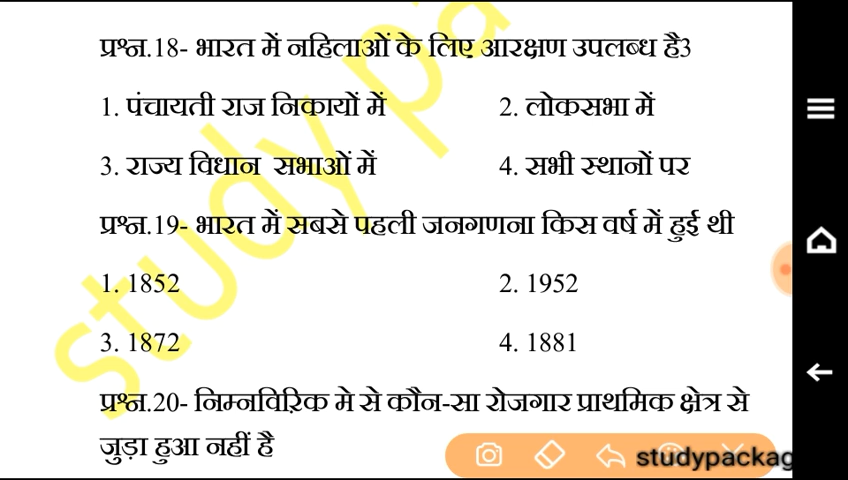 प्रश्न.18- भारत में नहिलाओं के लिए आरक्षण उपलब्ध है3
1. पंचायती राज निकायों में 2. लोकसभा में
3. राज्य विधान सभाओं में 4. सभी स्थानों पर
प्रश्न.19- भारत में सबसे पहली जनगणना किस वर्ष में हुई थी
1. 1852 2. 1952
3. 1872 4. 1881
प्रश्न.20- निम्नविरि़क मे से कौन-सा रोजगार प्राथमिक क्षेत्र से
जुड़ा हुआ नहीं है
studypackag
study pa